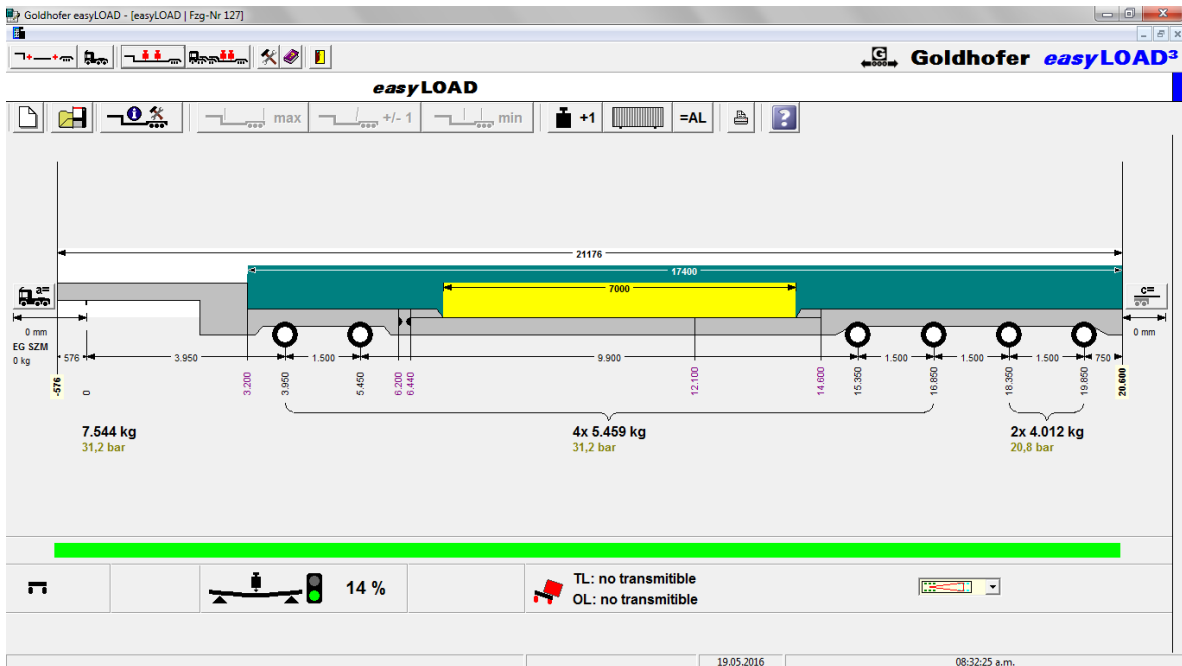 Goldhofer easyLOAD - [easyLOAD | Fzg-Nr 127]
Goldhofer easyLOAD³
easyLOAD
max
+/- 1
min
+1
=AL
?
21176
17400
7000
a=
c=
0 mm
0 mm
EG SZM
0 kg
576
3.950
1.500
9.900
1.500
1.500
1.500
750
-576
0
3.200
3.950
5.450
6.200
6.440
12.100
14.600
15.350
16.850
18.350
19.850
20.600
7.544 kg
4x 5.459 kg
2x 4.012 kg
31,2 bar
31,2 bar
20,8 bar
14 %
TL: no transmitible
OL: no transmitible
19.05.2016
08:32:25 a.m.